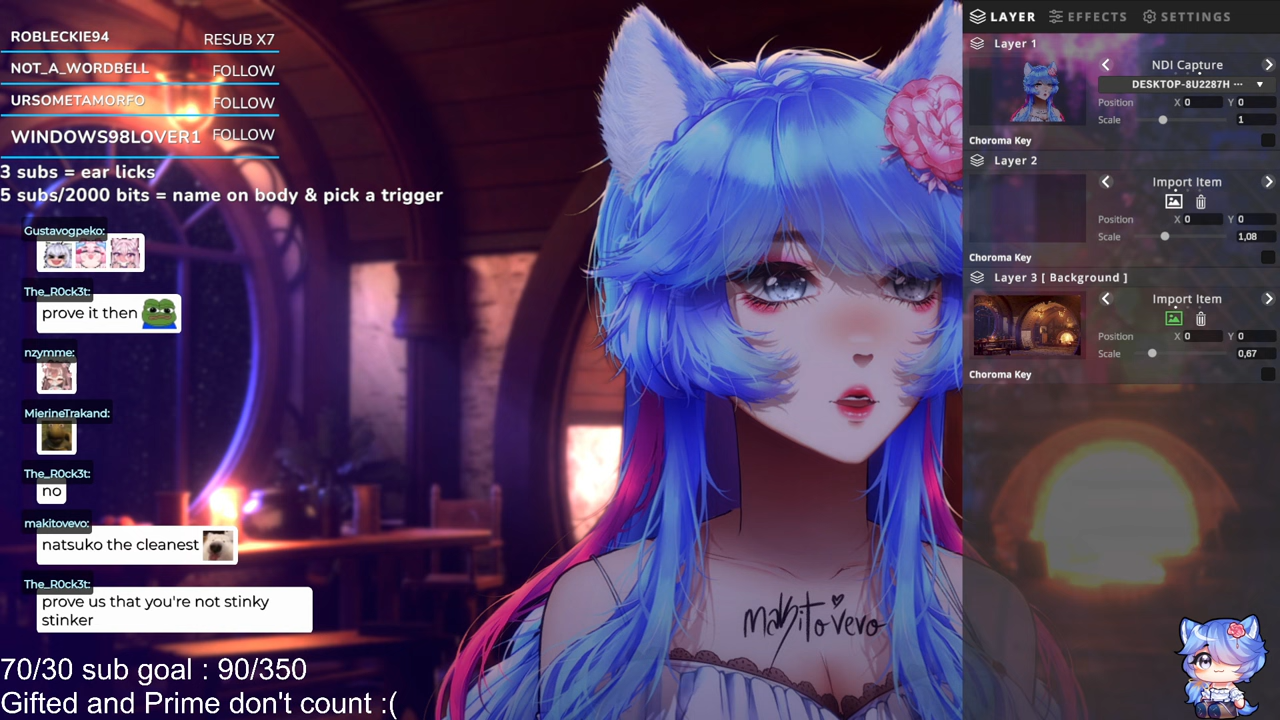 ROBLECKIE94 RESUB X7
NOT_A_WORDBELL FOLLOW
URSOMETAMORFO FOLLOW
WINDOWS98LOVER1 FOLLOW
3 subs = ear licks
5 subs/2000 bits = name on body & pick a trigger
Gustavogpeko:
The_R0ck3t:
prove it then
nzymme:
MierineTrakand:
The_R0ck3t:
no
makitovevo:
natsuko the cleanest
The_R0ck3t:
prove us that you're not stinky
stinker
70/30 sub goal : 90/350
Gifted and Prime don't count :(
makitovevo
LAYER EFFECTS SETTINGS
Layer 1
NDI Capture
DESKTOP-8U2287H ...
Position X 0 Y 0
Scale 1
Choroma Key
Layer 2
Import Item
Position X 0 Y 0
Scale 1,08
Choroma Key
Layer 3 [ Background ]
Import Item
Position X 0 Y 0
Scale 0,67
Choroma Key